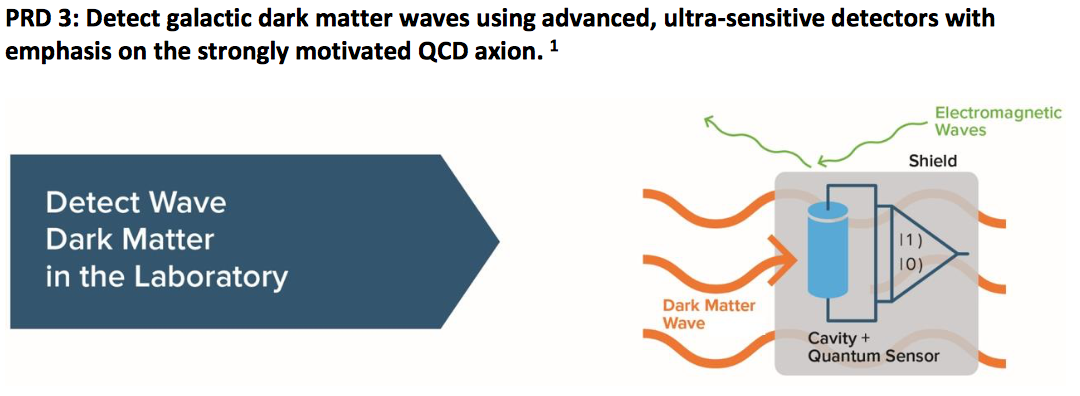 PRD 3: Detect galactic dark matter waves using advanced, ultra-sensitive detectors with
emphasis on the strongly motivated QCD axion. 1
Detect Wave
Dark Matter
in the Laboratory
Electromagnetic
Waves
Shield
|1)
|0)
Dark Matter
Wave
Cavity +
Quantum Sensor